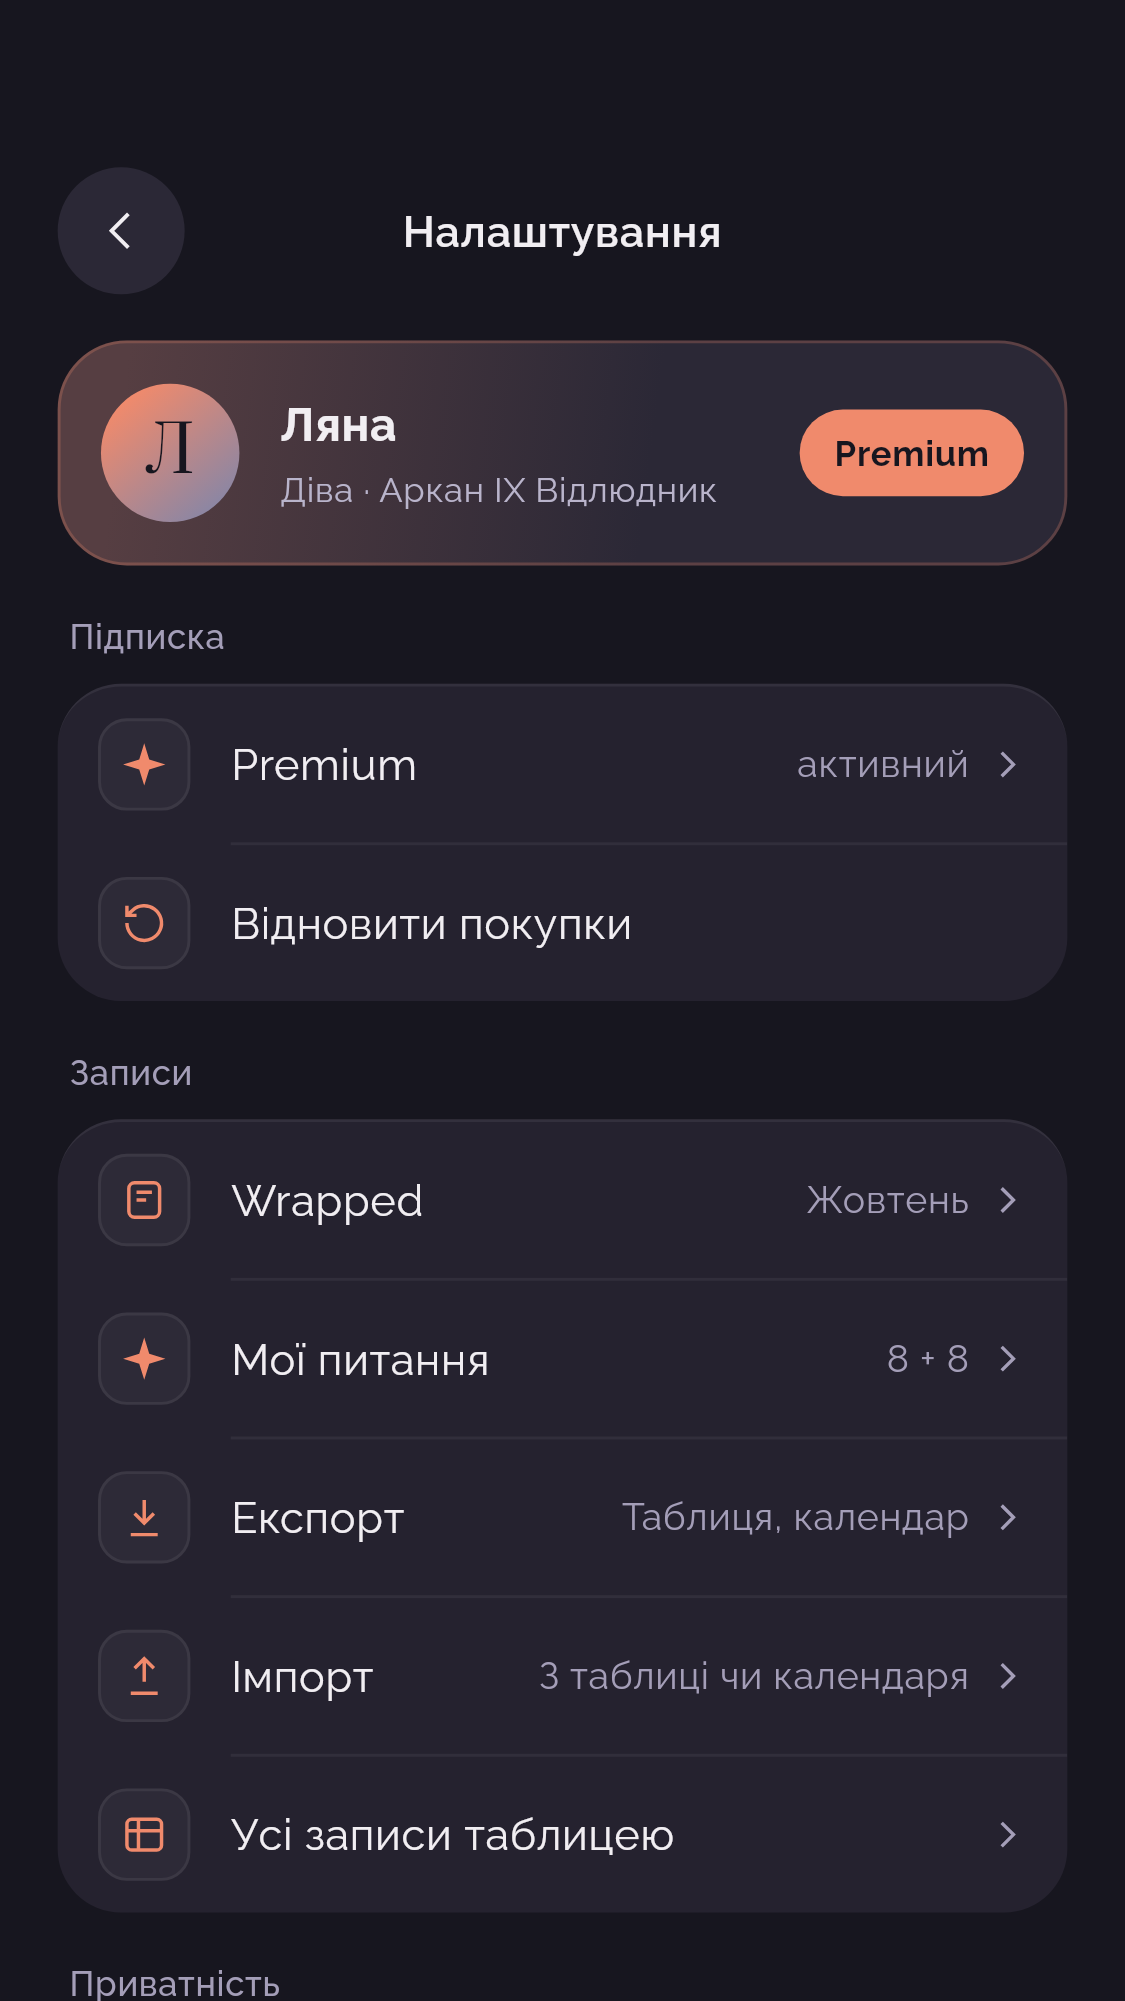 Налаштування
Л
Ляна
Діва · Аркан IX Відлюдник
Premium
Підписка
Premium
активний
Відновити покупки
Записи
Wrapped
Жовтень
Мої питання
8 + 8
Експорт
Таблиця, календар
Імпорт
З таблиці чи календаря
Усі записи таблицею
Приватність